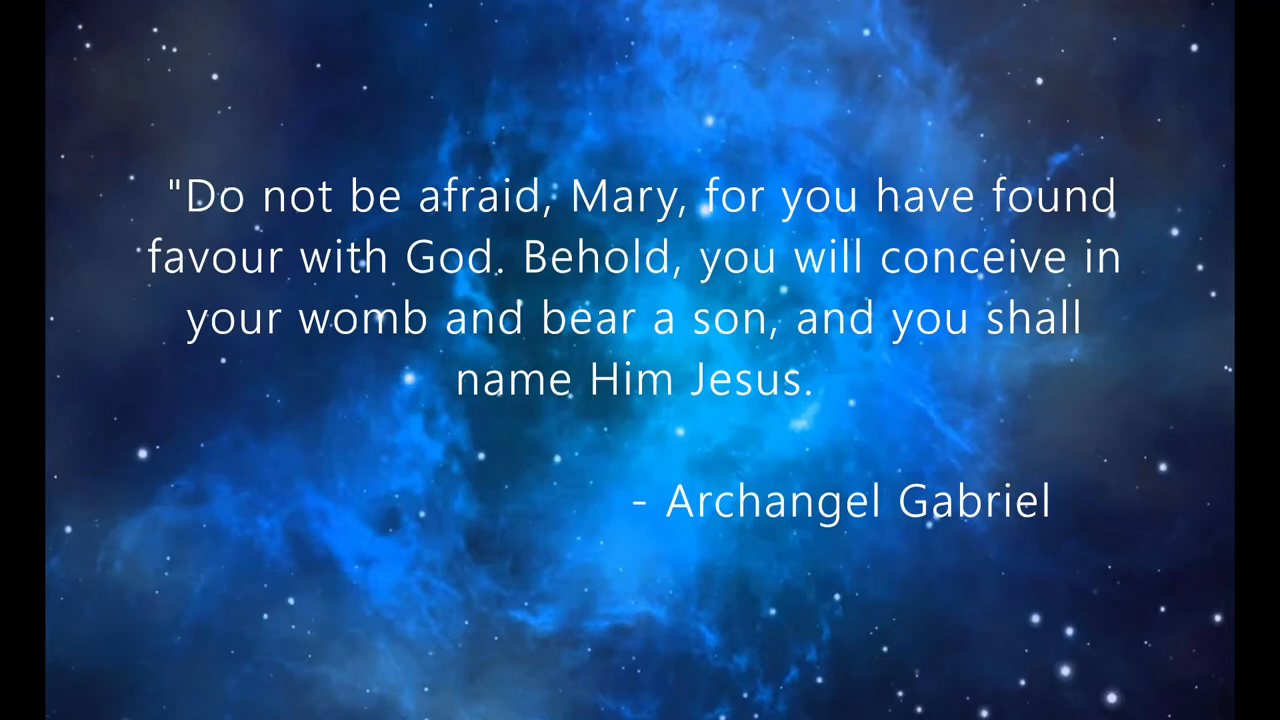 "Do not be afraid, Mary, for you have found
favour with God. Behold, you will conceive in
your womb and bear a son, and you shall
name Him Jesus.
- Archangel Gabriel